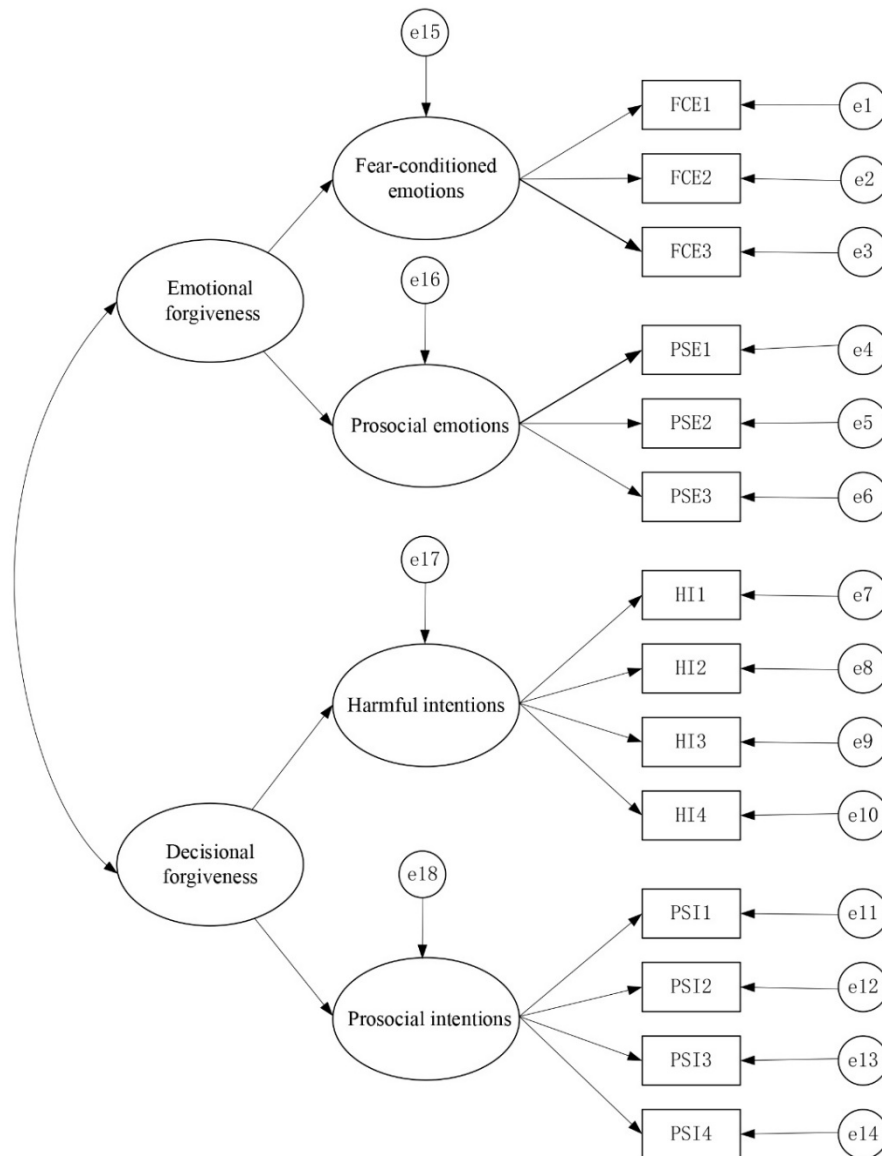 e15
FCE1
e1
Fear-conditioned
emotions
FCE2
e2
FCE3
e3
Emotional
forgiveness
e16
PSE1
e4
Prosocial emotions
PSE2
e5
PSE3
e6
e17
HI1
e7
Harmful intentions
HI2
e8
HI3
e9
HI4
e10
Decisional
forgiveness
e18
PSI1
e11
Prosocial intentions
PSI2
e12
PSI3
e13
PSI4
e14